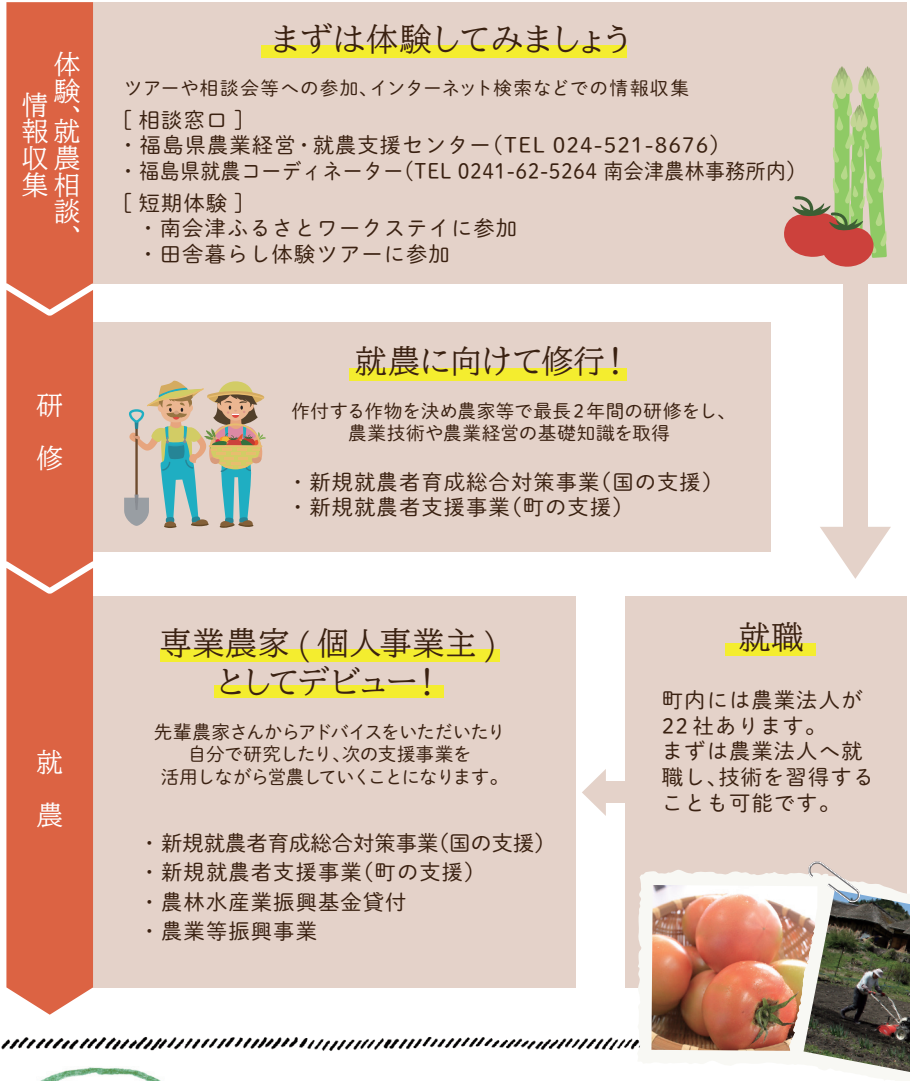 体験、就農相談、
情報収集
まずは体験してみましょう
ツアーや相談会等への参加、インターネット検索などでの情報収集
［ 相談窓口 ］
・福島県農業経営・就農支援センター（TEL 024-521-8676）
・福島県就農コーディネーター（TEL 0241-62-5264 南会津農林事務所内）
［ 短期体験 ］
・南会津ふるさとワークステイに参加
・田舎暮らし体験ツアーに参加
研修
就農に向けて修行！
作付する作物を決め農家等で最長２年間の研修をし、
農業技術や農業経営の基礎知識を取得
・新規就農者育成総合対策事業（国の支援）
・新規就農者支援事業（町の支援）
就農
専業農家（個人事業主）
としてデビュー！
先輩農家さんからアドバイスをいただいたり
自分で研究したり、次の支援事業を
活用しながら営農していくことになります。
・新規就農者育成総合対策事業（国の支援）
・新規就農者支援事業（町の支援）
・農林水産業振興基金貸付
・農業等振興事業
就職
町内には農業法人が
22社あります。
まずは農業法人へ就
職し、技術を習得する
ことも可能です。